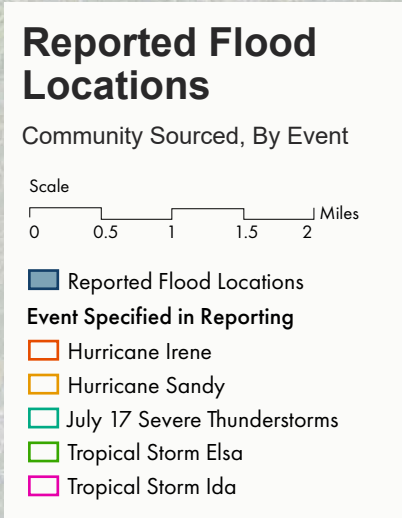 Reported Flood
Locations
Community Sourced, By Event
Scale
Miles
0 0.5 1 1.5 2
Reported Flood Locations
Event Specified in Reporting
Hurricane Irene
Hurricane Sandy
July 17 Severe Thunderstorms
Tropical Storm Elsa
Tropical Storm Ida